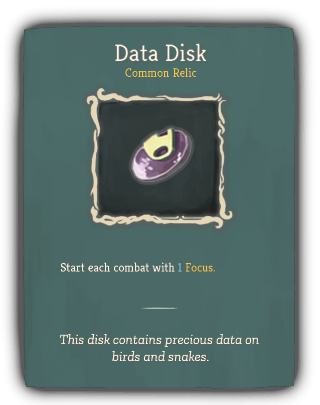 Data Disk
Common Relic
Start each combat with 1 Focus.
This disk contains precious data on
birds and snakes.